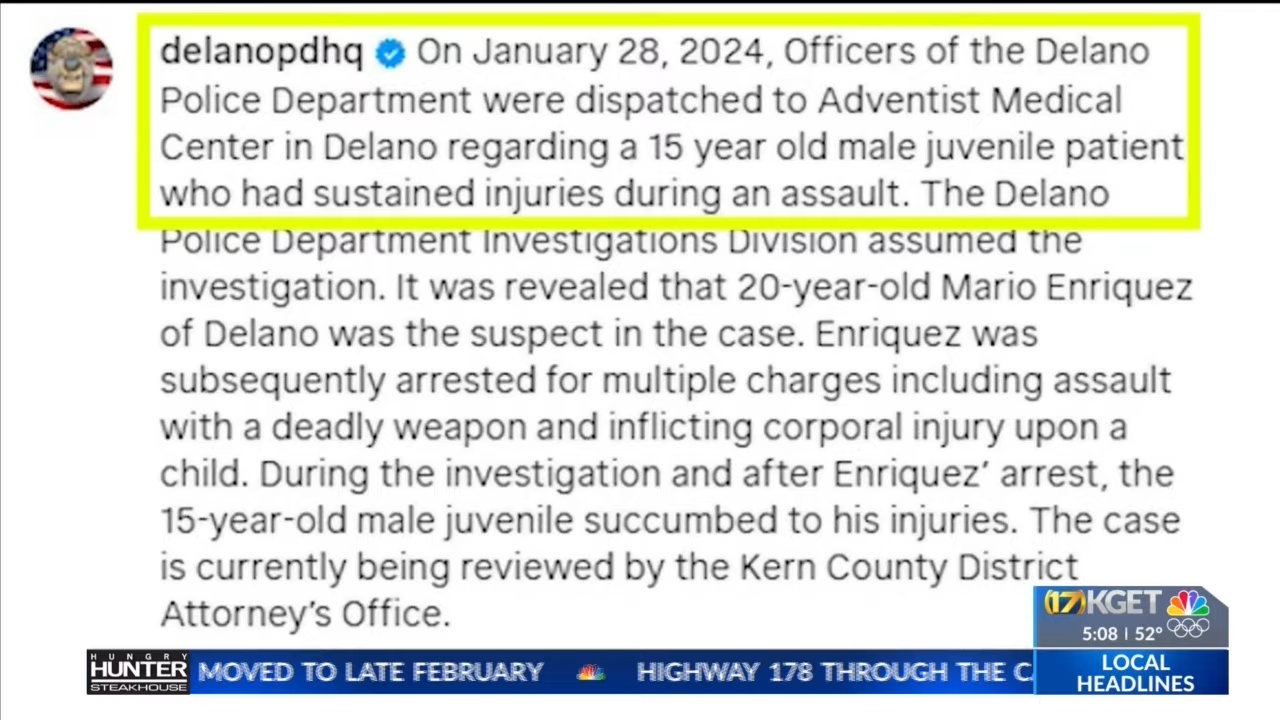 delanopdhq On January 28, 2024, Officers of the Delano
Police Department were dispatched to Adventist Medical
Center in Delano regarding a 15 year old male juvenile patient
who had sustained injuries during an assault. The Delano
Police Department Investigations Division assumed the
investigation. It was revealed that 20-year-old Mario Enriquez
of Delano was the suspect in the case. Enriquez was
subsequently arrested for multiple charges including assault
with a deadly weapon and inflicting corporal injury upon a
child. During the investigation and after Enriquez’ arrest, the
15-year-old male juvenile succumbed to his injuries. The case
is currently being reviewed by the Kern County District
Attorney’s Office.
17 KGET
5:08 | 52°
HUNGRY
HUNTER
STEAKHOUSE
MOVED TO LATE FEBRUARY
HIGHWAY 178 THROUGH THE
LOCAL
HEADLINES